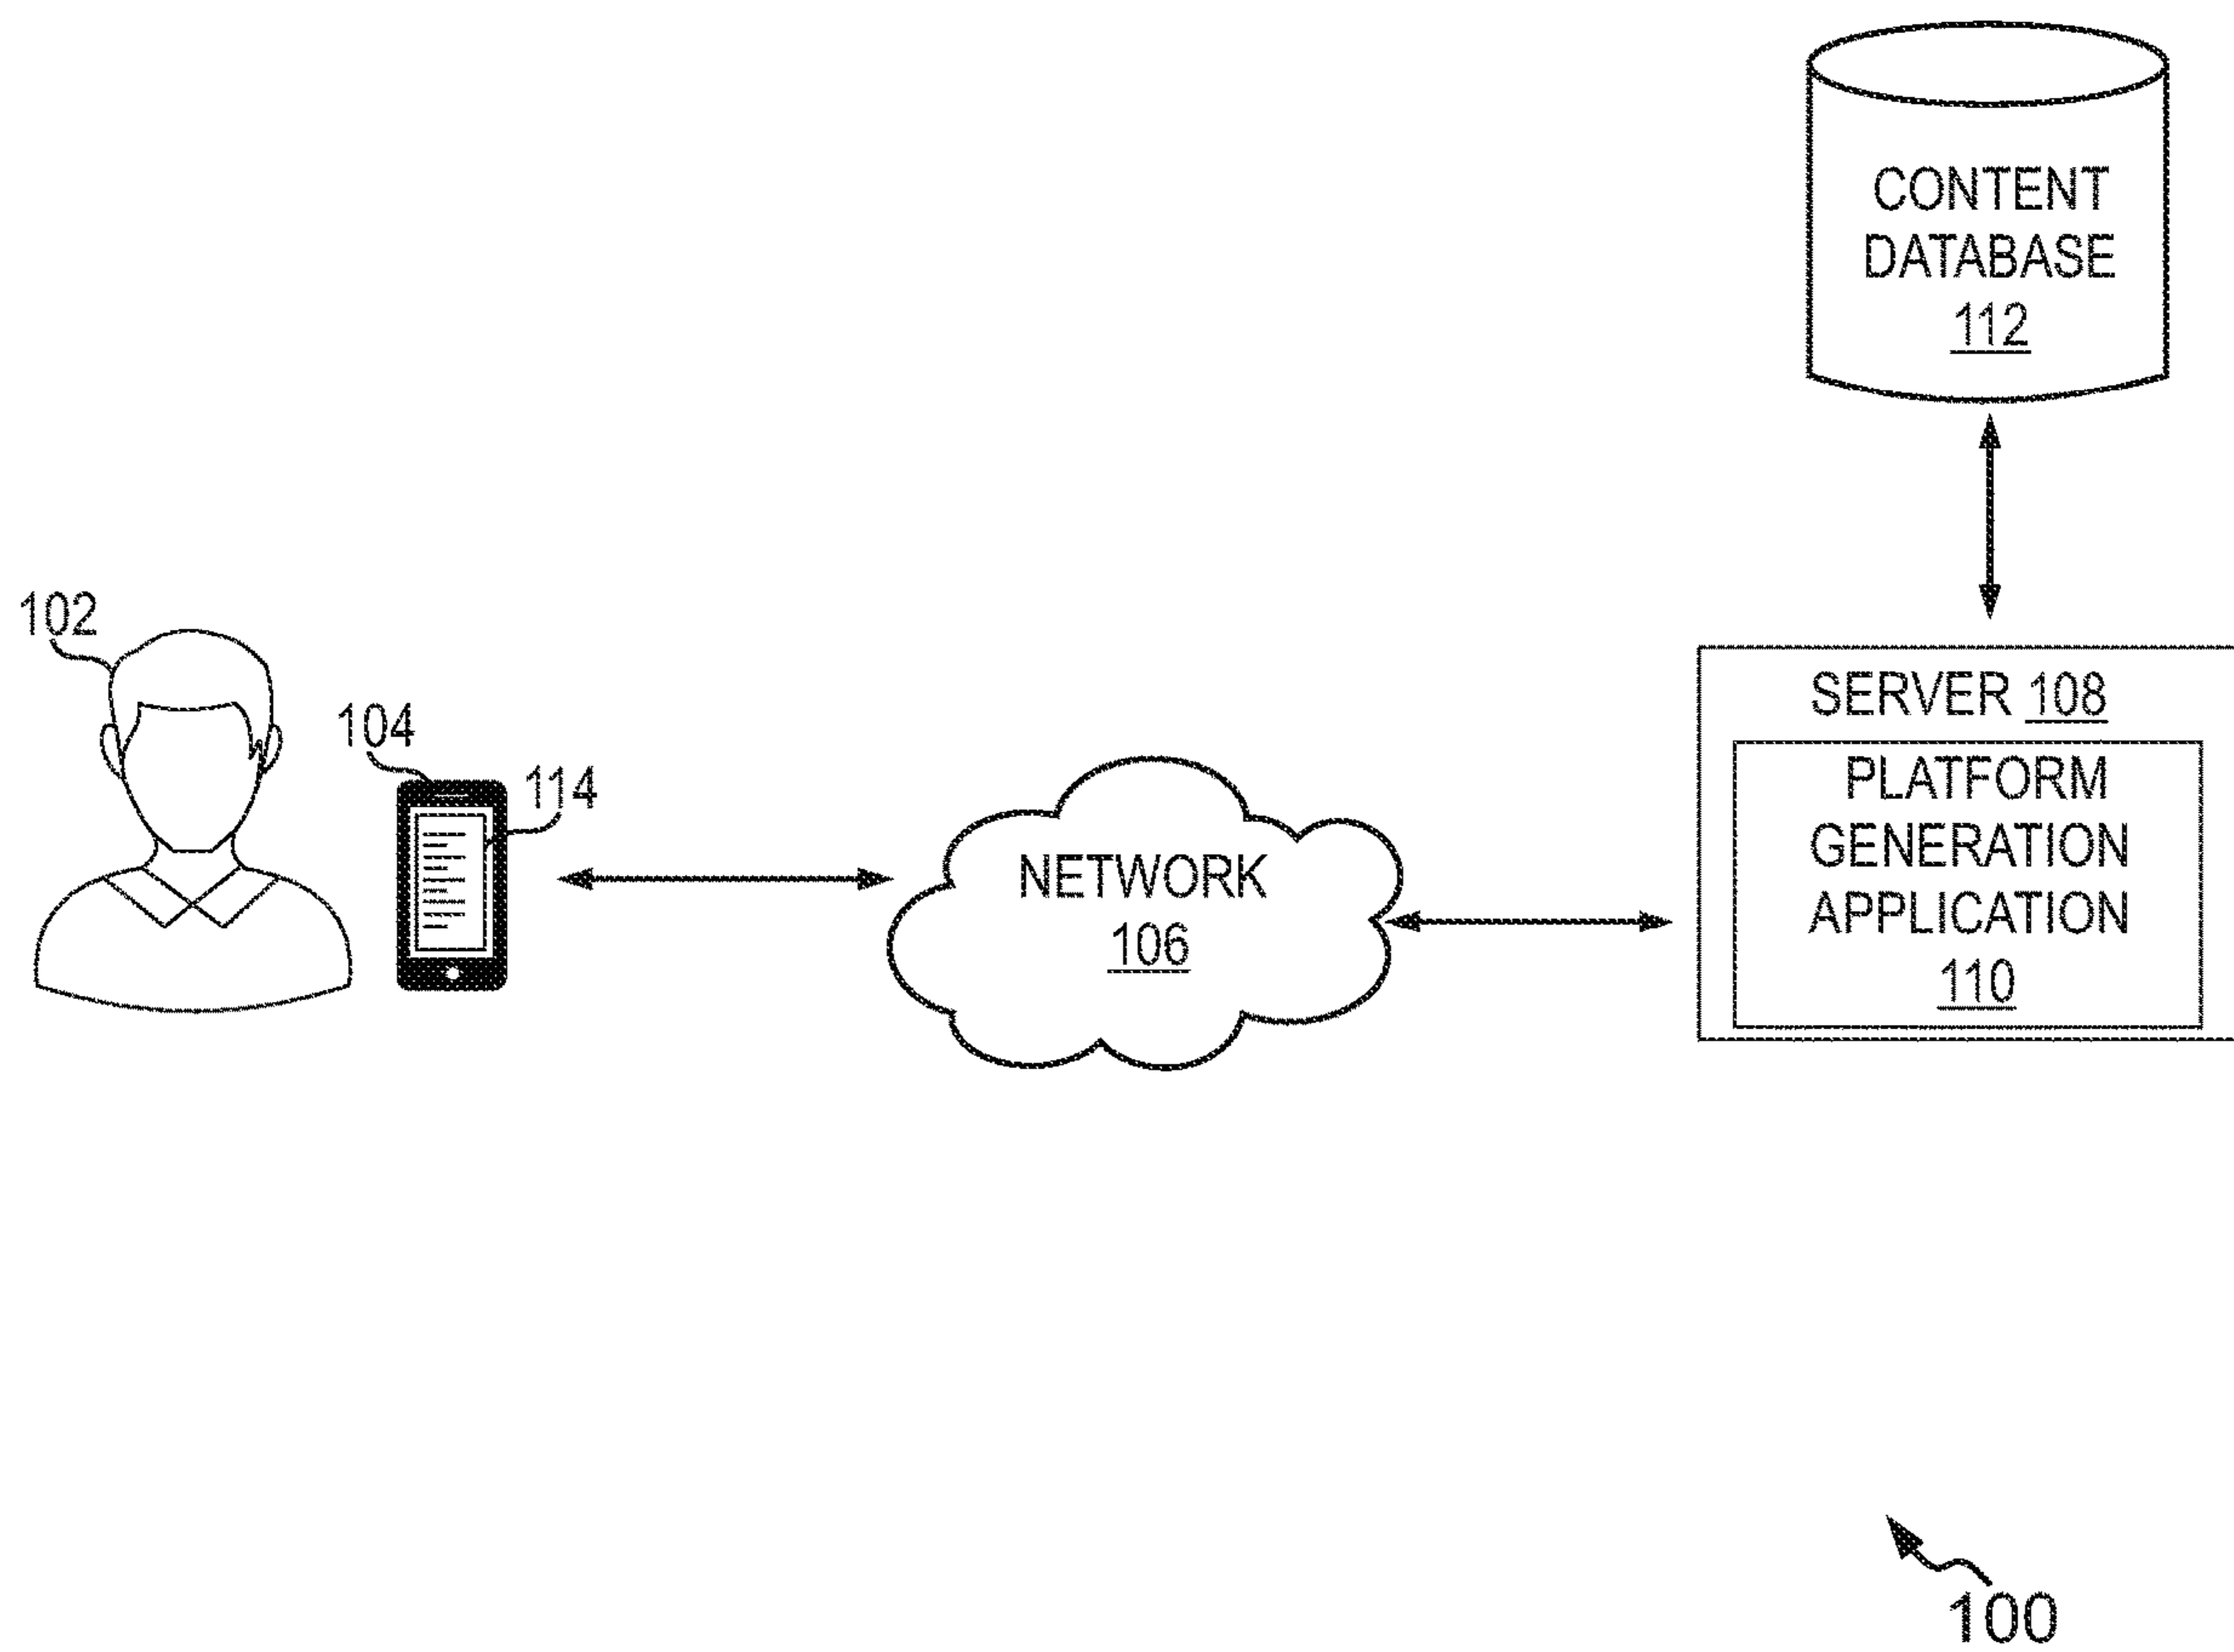 CONTENT
DATABASE
112
102
104
114
SERVER 108
PLATFORM
GENERATION
APPLICATION
110
NETWORK
106
100